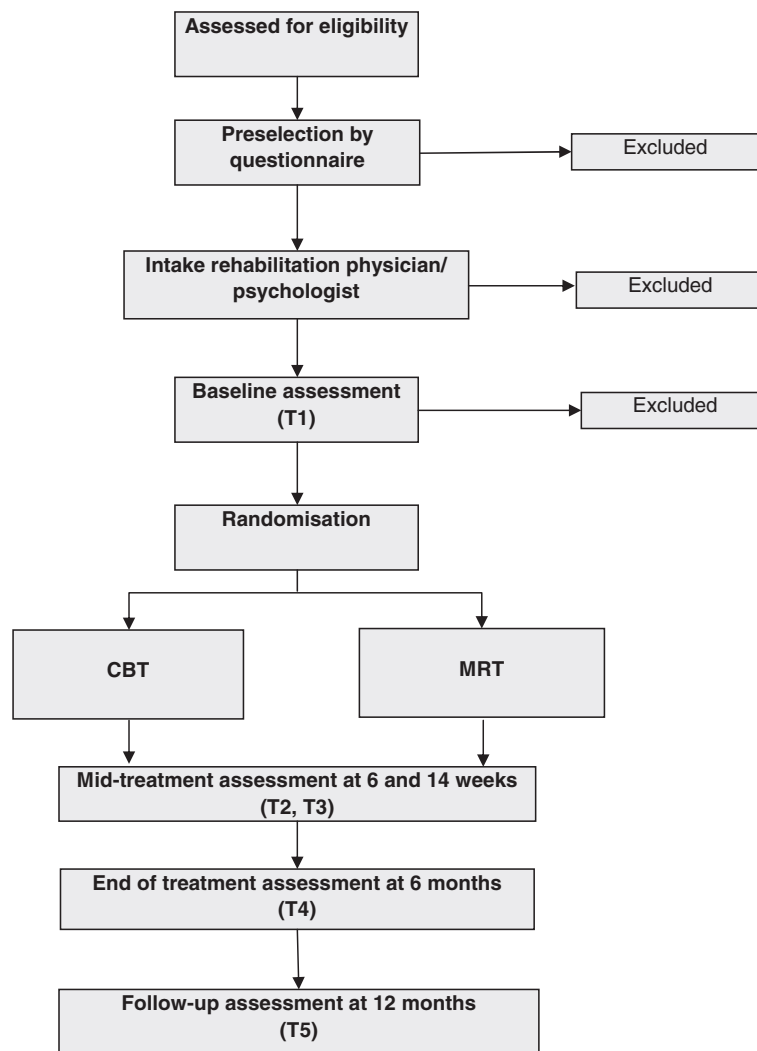 Assessed for eligibility
Preselection by
questionnaire
Excluded
Intake rehabilitation physician/
psychologist
Excluded
Baseline assessment
(T1)
Excluded
Randomisation
CBT
MRT
Mid-treatment assessment at 6 and 14 weeks
(T2, T3)
End of treatment assessment at 6 months
(T4)
Follow-up assessment at 12 months
(T5)